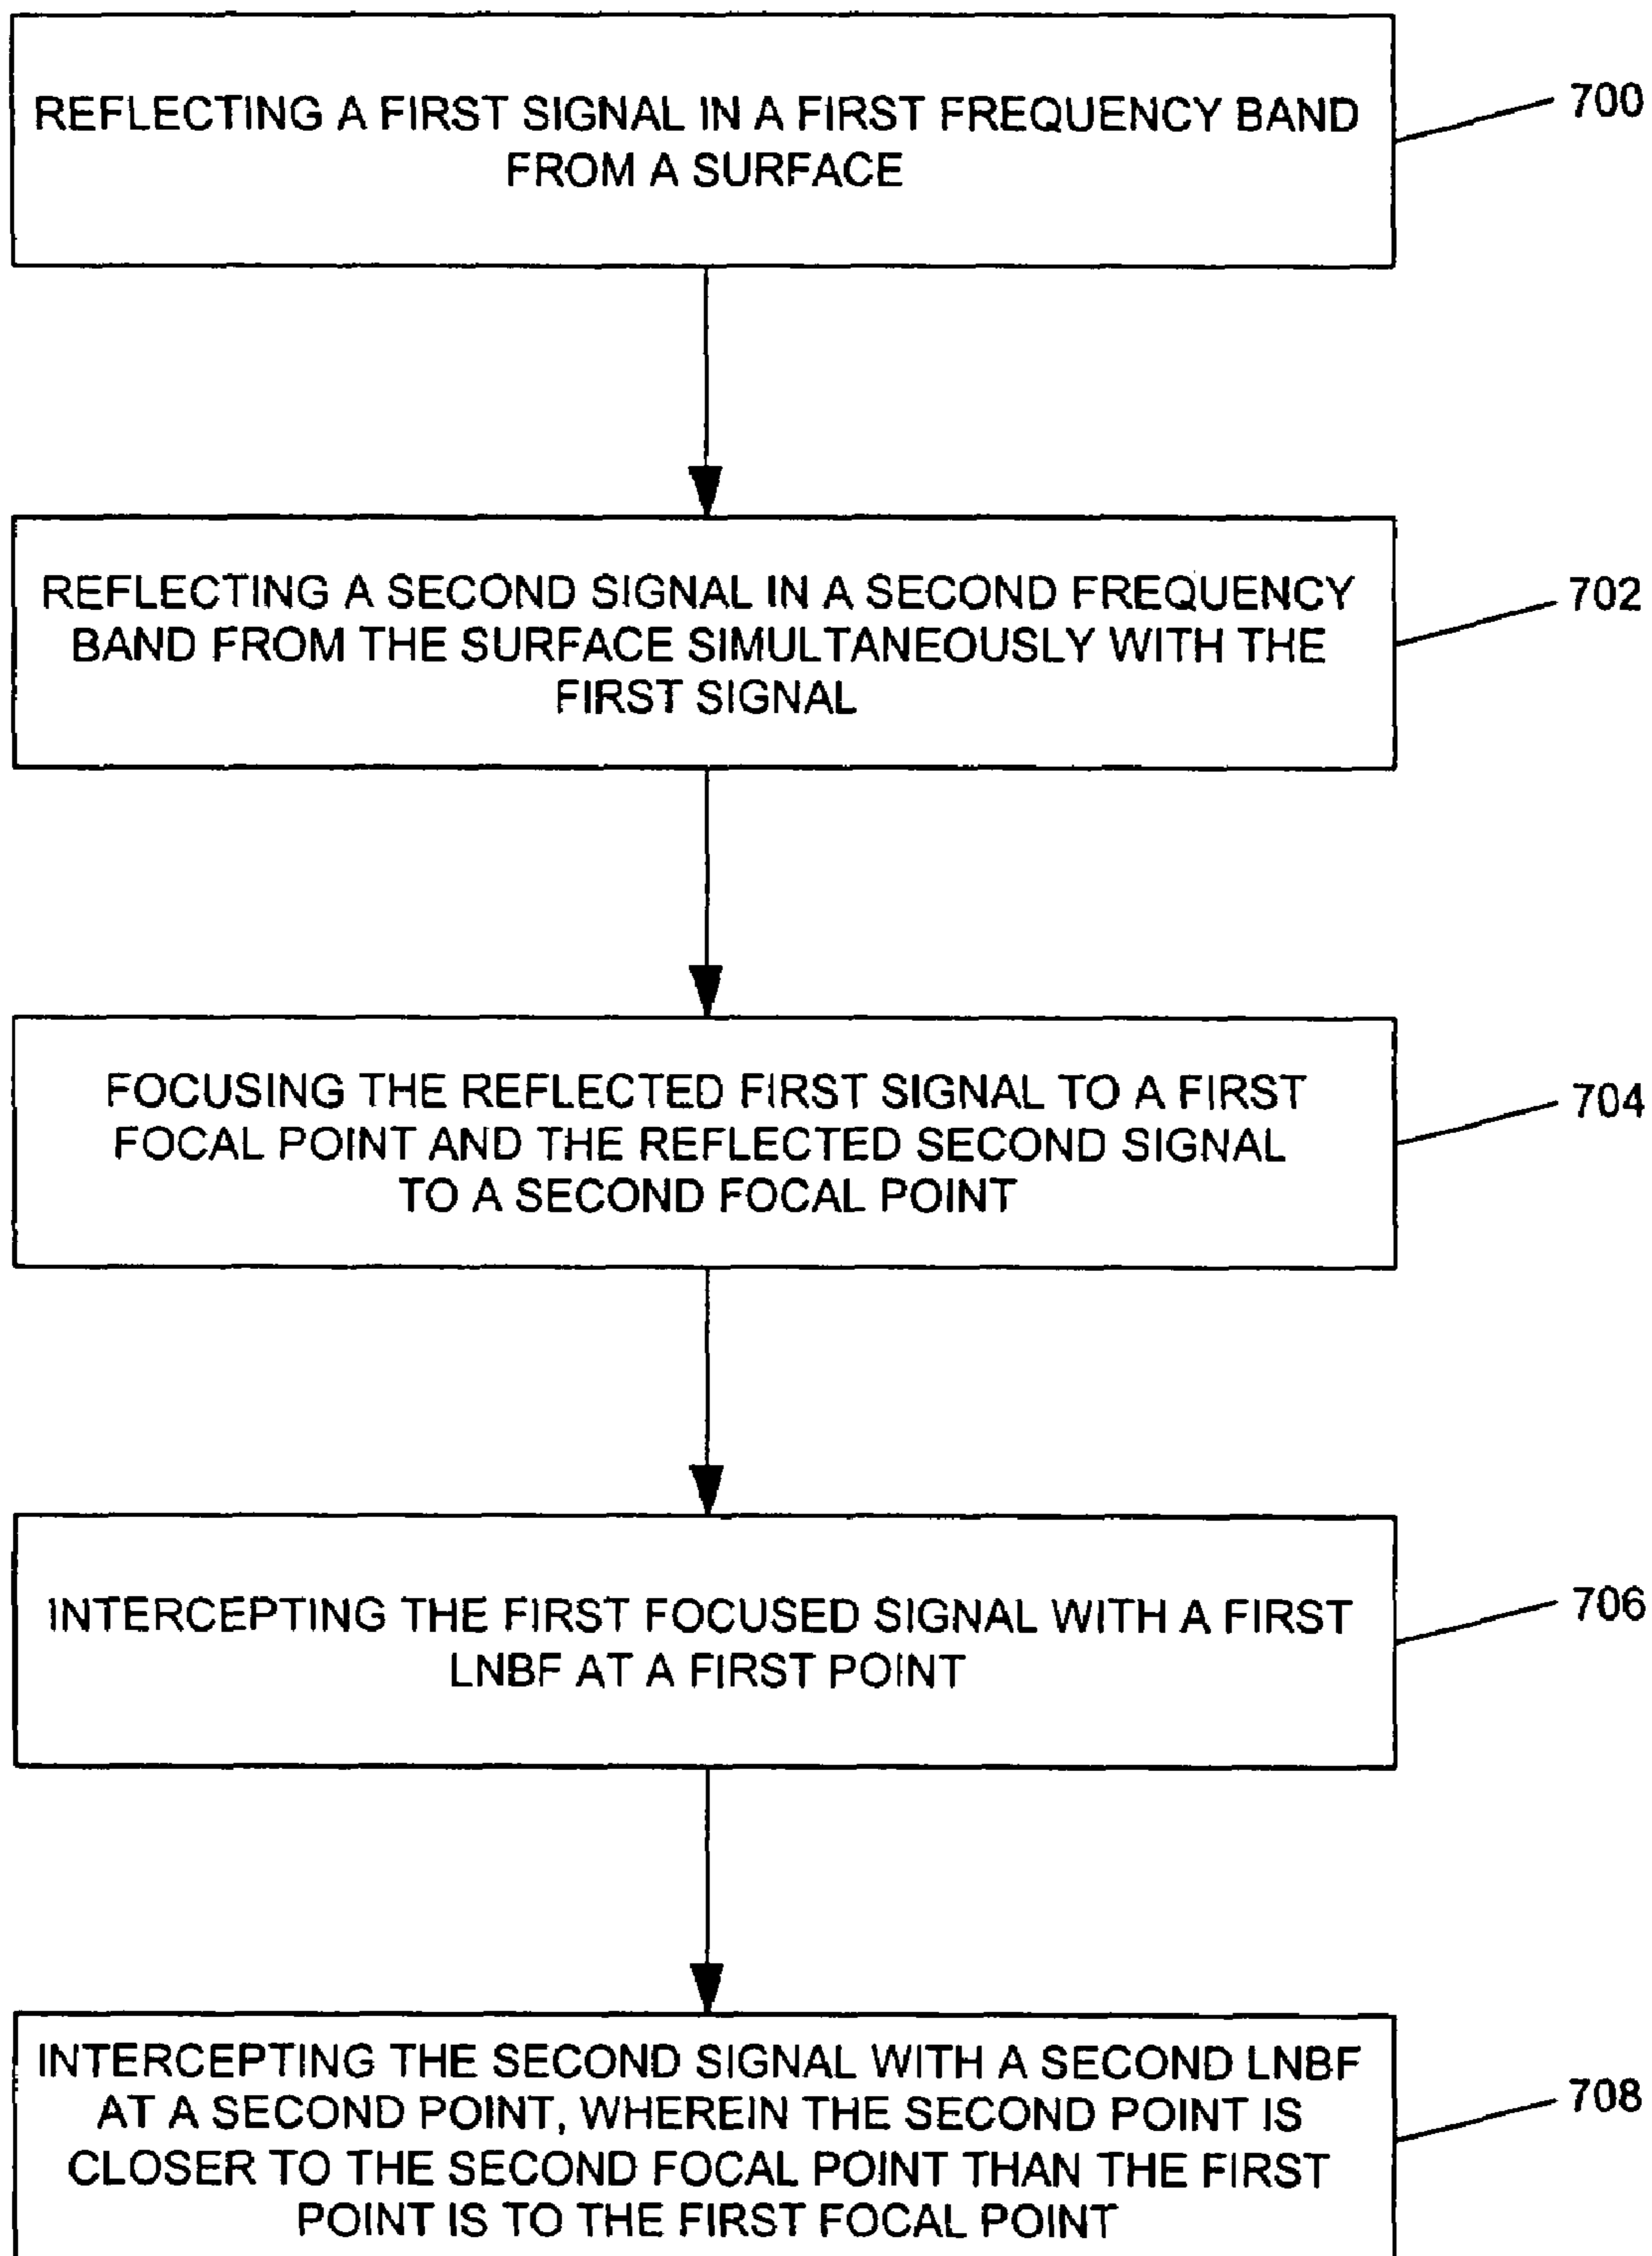 REFLECTING A FIRST SIGNAL IN A FIRST FREQUENCY BAND
FROM A SURFACE
700
REFLECTING A SECOND SIGNAL IN A SECOND FREQUENCY
BAND FROM THE SURFACE SIMULTANEOUSLY WITH THE
FIRST SIGNAL
702
FOCUSING THE REFLECTED FIRST SIGNAL TO A FIRST
FOCAL POINT AND THE REFLECTED SECOND SIGNAL
TO A SECOND FOCAL POINT
704
INTERCEPTING THE FIRST FOCUSED SIGNAL WITH A FIRST
LNBF AT A FIRST POINT
706
INTERCEPTING THE SECOND SIGNAL WITH A SECOND LNBF
AT A SECOND POINT, WHEREIN THE SECOND POINT IS
CLOSER TO THE SECOND FOCAL POINT THAN THE FIRST
POINT IS TO THE FIRST FOCAL POINT
708